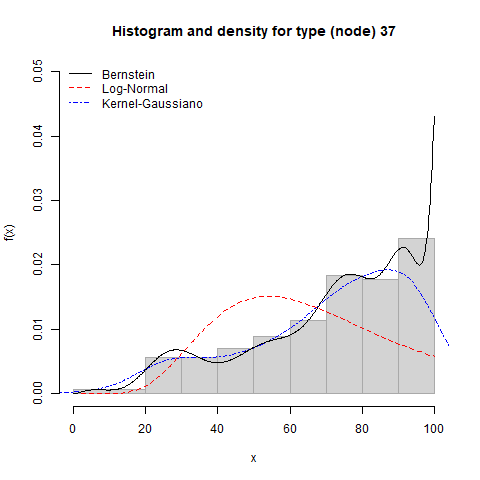 Histogram and density for type (node) 37
Bernstein
Log-Normal
Kernel-Gaussiano
f(x)
0.05
0.04
0.03
0.02
0.01
0.00
0 20 40 60 80 100
x